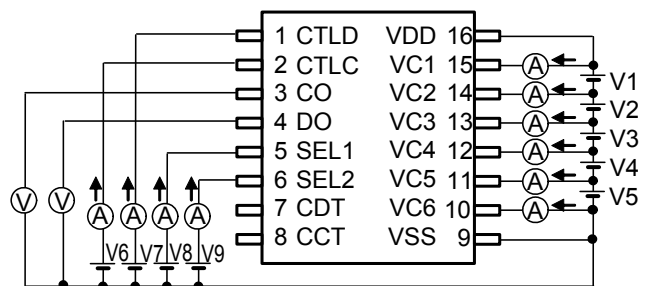 1 CTLD VDD 16
2 CTLC VC1 15 A
3 CO VC2 14 A V1
4 DO VC3 13 A V2
5 SEL1 VC4 12 A V3
6 SEL2 VC5 11 A V4
V V A A A A 7 CDT VC6 10 A V5
8 CCT VSS 9
V6 V7 V8 V9